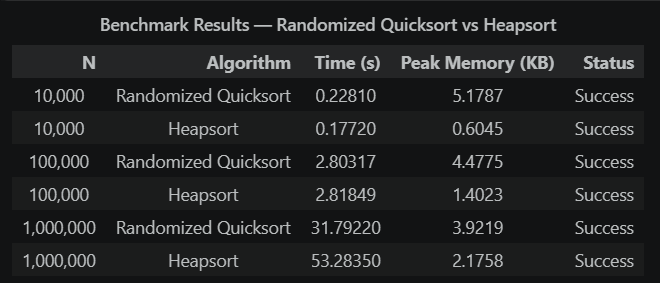 Benchmark Results — Randomized Quicksort vs Heapsort
N Algorithm Time (s) Peak Memory (KB) Status
10,000 Randomized Quicksort 0.22810 5.1787 Success
10,000 Heapsort 0.17720 0.6045 Success
100,000 Randomized Quicksort 2.80317 4.4775 Success
100,000 Heapsort 2.81849 1.4023 Success
1,000,000 Randomized Quicksort 31.79220 3.9219 Success
1,000,000 Heapsort 53.28350 2.1758 Success